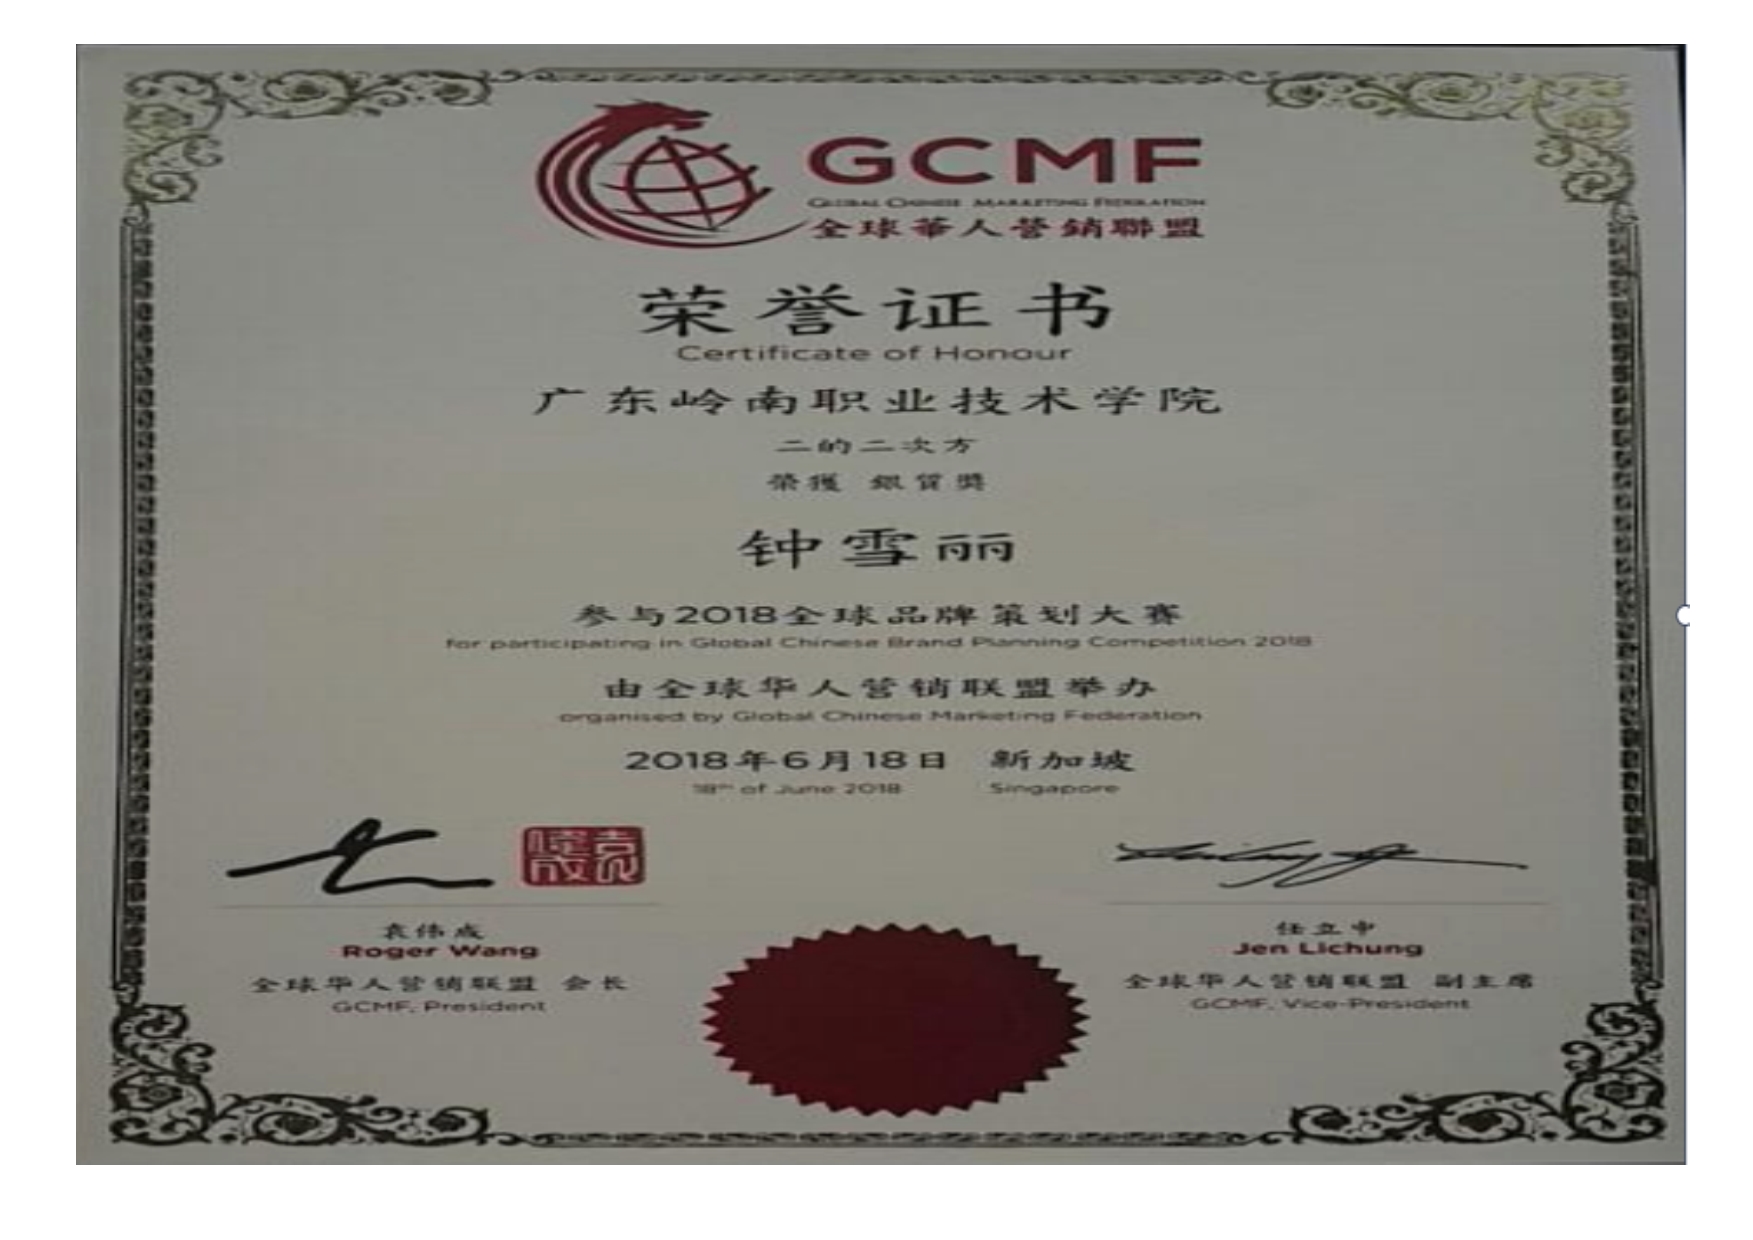 GCMF
GLOBAL CHINESE MARKETING FEDERATION
全球華人營銷聯盟
荣誉证书
Certificate of Honour
广东岭南职业技术学院
二的二次方
榮獲 銀質獎
钟雪丽
参与2018全球品牌策划大赛
for participating in Global Chinese Brand Planning Competition 2018
由全球华人营销联盟举办
organised by Global Chinese Marketing Federation
2018年6月18日 新加坡
18th of June 2018 Singapore
袁伟成
Roger Wang
全球华人营销联盟 会长
GCMF, President
任立中
Jen Lichung
全球华人营销联盟 副主席
GCMF, Vice-President